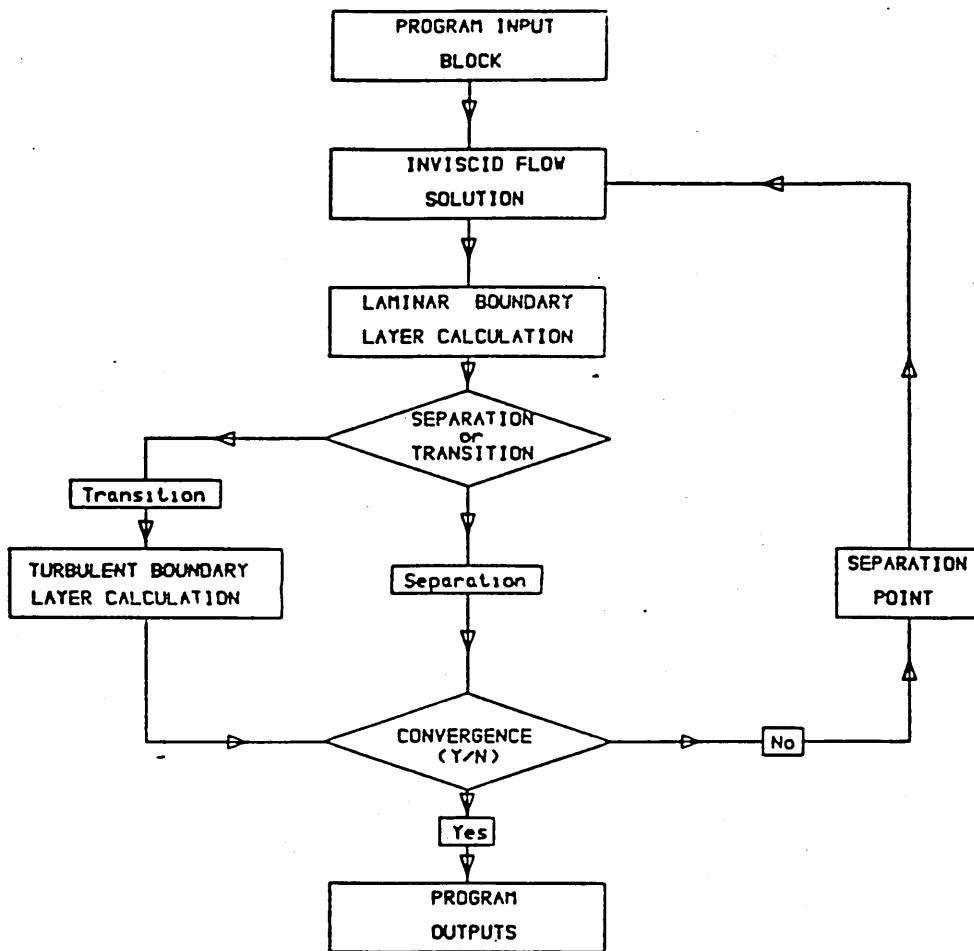 PROGRAM INPUT
BLOCK
INVISCID FLOW
SOLUTION
LAMINAR BOUNDARY
LAYER CALCULATION
SEPARATION
or
TRANSITION
Transition
TURBULENT BOUNDARY
LAYER CALCULATION
Separation
SEPARATION
POINT
CONVERGENCE
(Y/N)
No
Yes
PROGRAM
OUTPUTS